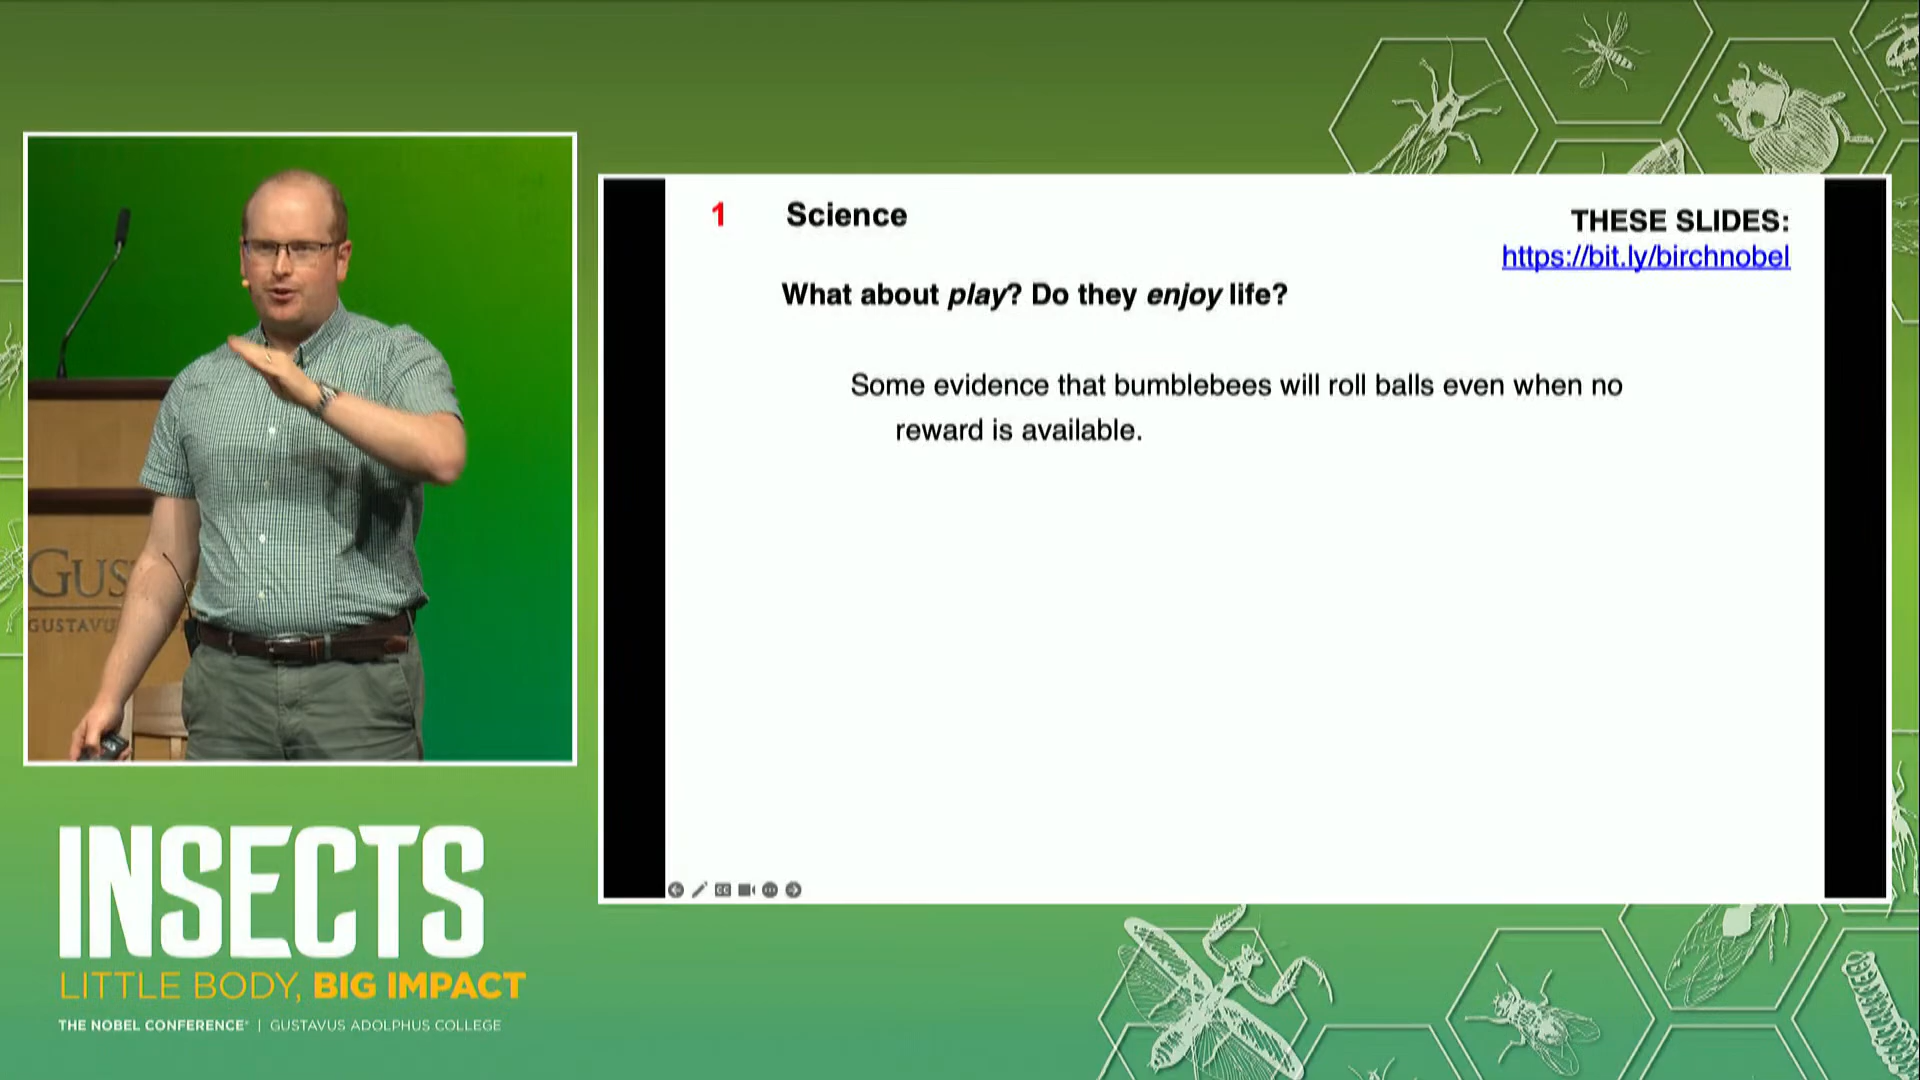 GUS
GUSTAVU
INSECTS
LITTLE BODY, BIG IMPACT
THE NOBEL CONFERENCE® | GUSTAVUS ADOLPHUS COLLEGE
1 Science
THESE SLIDES:
https://bit.ly/birchnobel
What about play? Do they enjoy life?
Some evidence that bumblebees will roll balls even when no
reward is available.